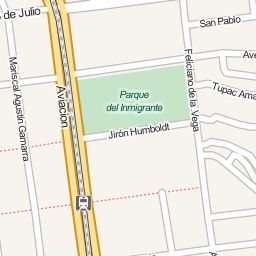 de Julio
San Pablo
Ave
Parque
del Inmigrante
Tupac Ama
Feliciano de la Vega
Mariscal Agustín Gamarra
Aviacion
Jirón Humboldt